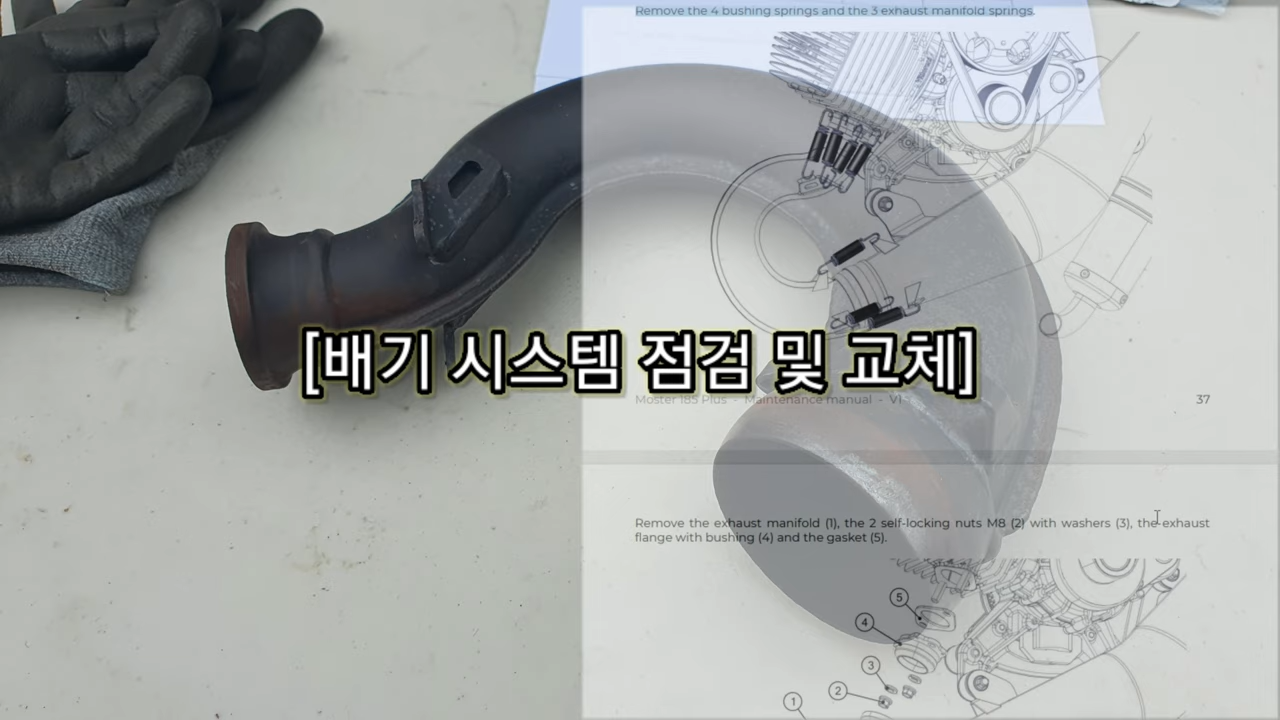 Remove the 4 bushing springs and the 3 exhaust manifold springs.
[배기 시스템 점검 및 교체]
Moster 185 Plus - Maintenance manual - V1
37
Remove the exhaust manifold (1), the 2 self-locking nuts M8 (2) with washers (3), the exhaust
flange with bushing (4) and the gasket (5).
5
4
3
2
1